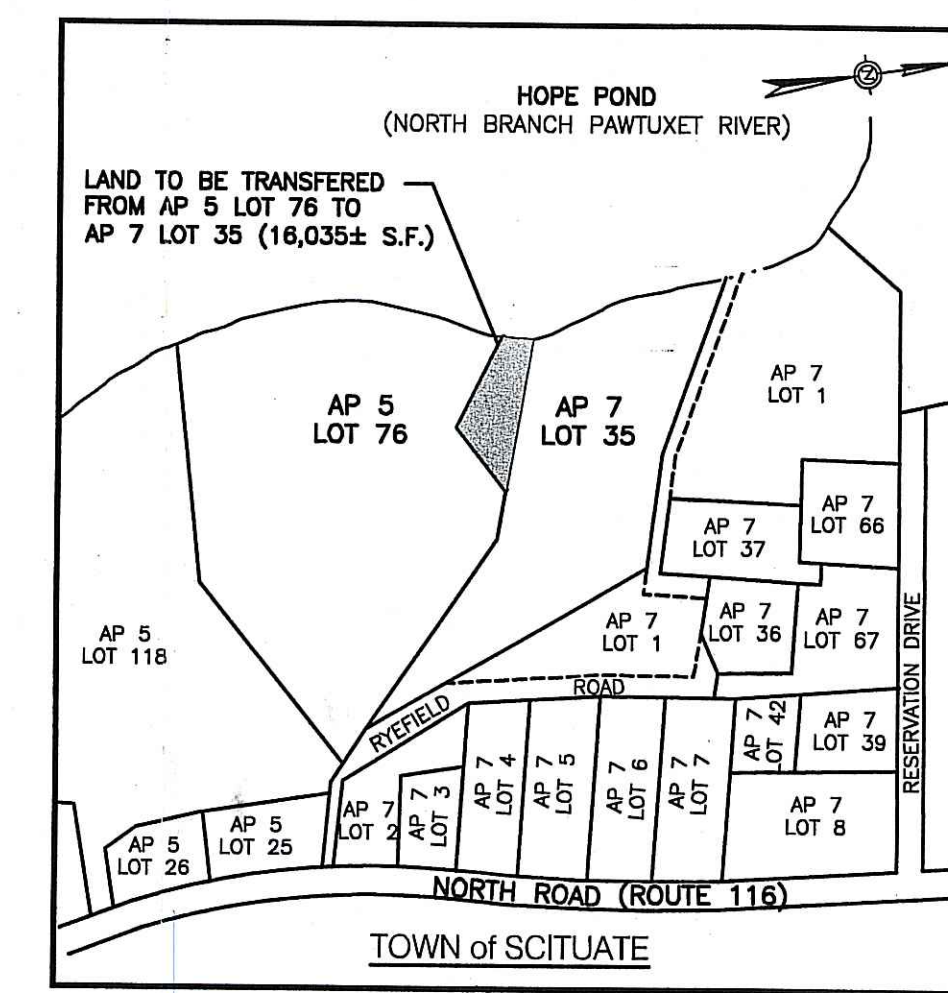 HOPE POND
(NORTH BRANCH PAWTUXET RIVER)
N
LAND TO BE TRANSFERED
FROM AP 5 LOT 76 TO
AP 7 LOT 35 (16,035± S.F.)
AP 7
LOT 1
AP 5
LOT 76
AP 7
LOT 35
AP 7
LOT 66
AP 7
LOT 37
AP 5
LOT 118
AP 7
LOT 1
AP 7
LOT 36
AP 7
LOT 67
RESERVATION DRIVE
RYEFIELD
ROAD
AP 7
LOT 2
AP 7
LOT 3
AP 7
LOT 4
AP 7
LOT 5
AP 7
LOT 6
AP 7
LOT 7
AP 7
LOT 42
AP 7
LOT 39
AP 7
LOT 8
AP 5
LOT 26
AP 5
LOT 25
NORTH ROAD (ROUTE 116)
TOWN of SCITUATE